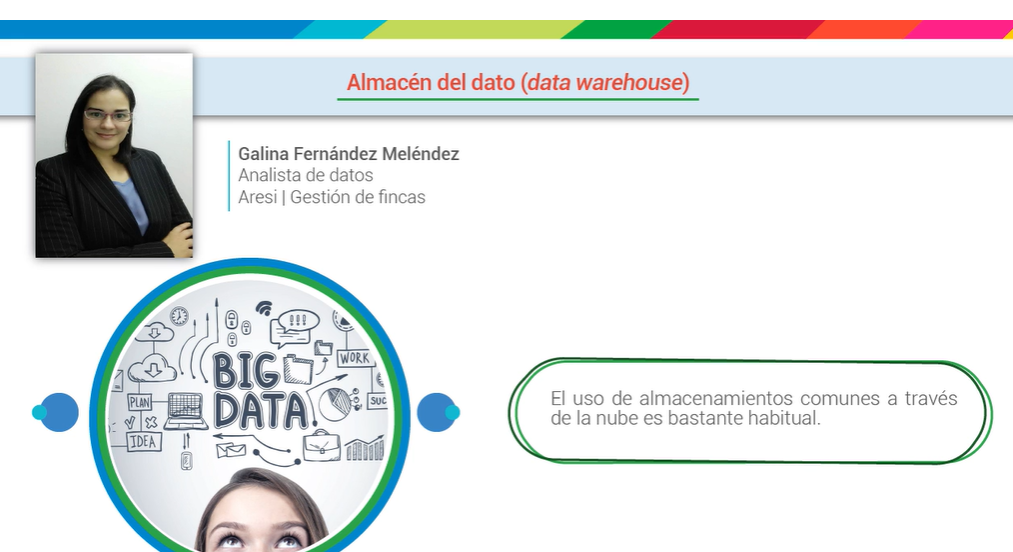 Almacén del dato (data warehouse)
Galina Fernández Meléndez
Analista de datos
Aresi | Gestión de fincas
BIG
DATA
WORK
PLAN
SUC
IDEA
El uso de almacenamientos comunes a través
de la nube es bastante habitual.